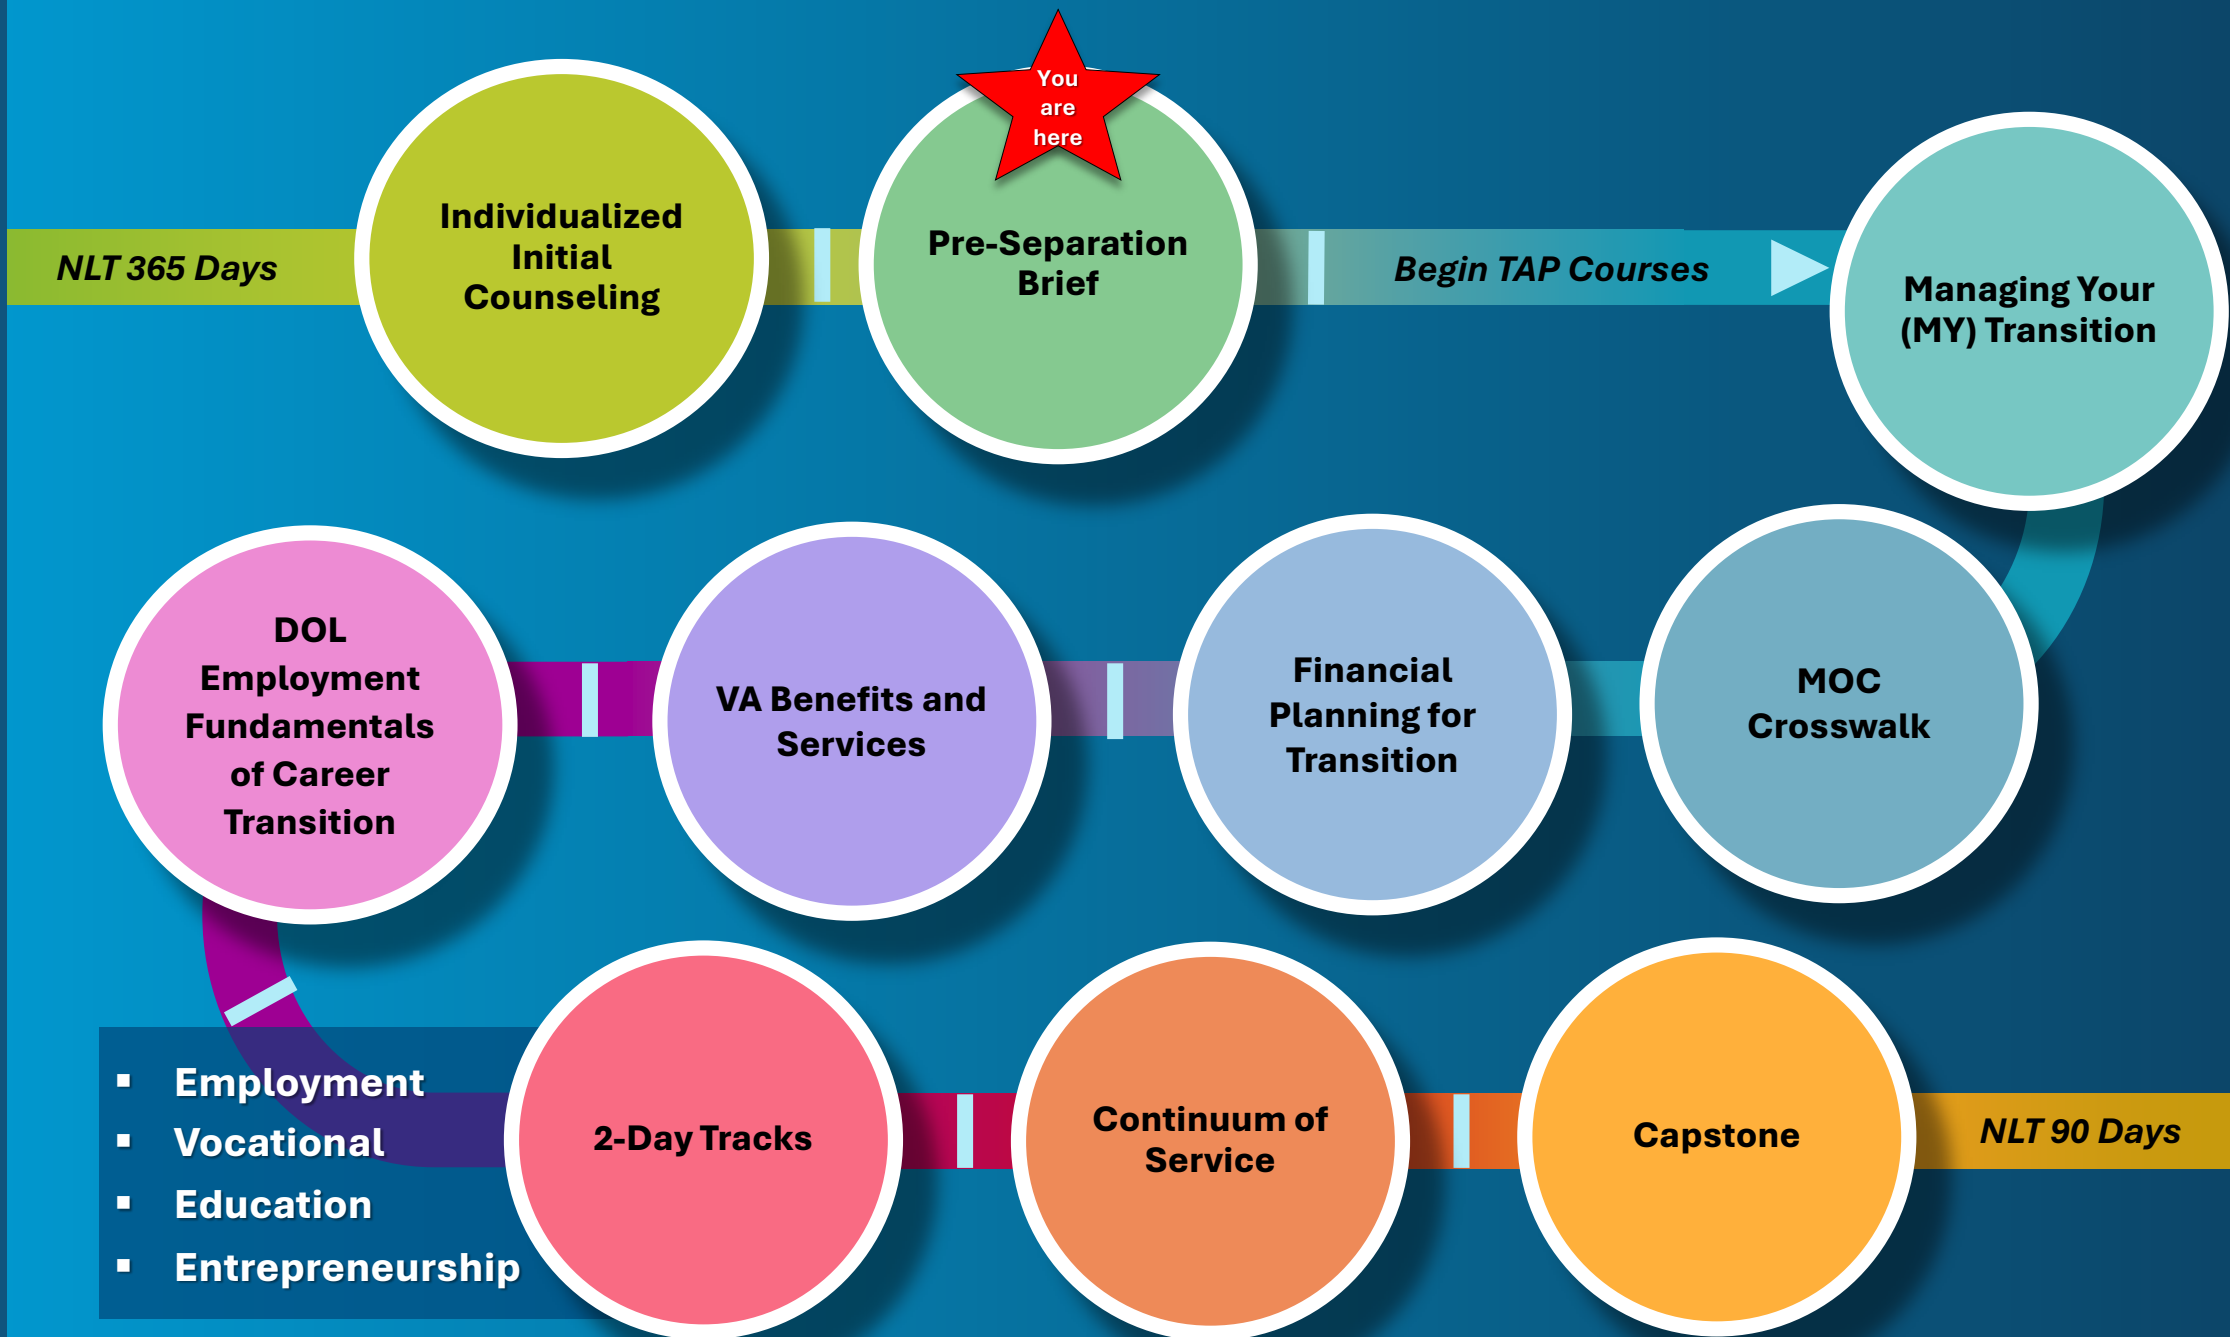 You
are
here
NLT 365 Days
Individualized
Initial
Counseling
Pre-Separation
Brief
Begin TAP Courses
Managing Your
(MY) Transition
MOC
Crosswalk
Financial
Planning for
Transition
VA Benefits and
Services
DOL
Employment
Fundamentals
of Career
Transition
▪ Employment
▪ Vocational
▪ Education
▪ Entrepreneurship
2-Day Tracks
Continuum of
Service
Capstone
NLT 90 Days